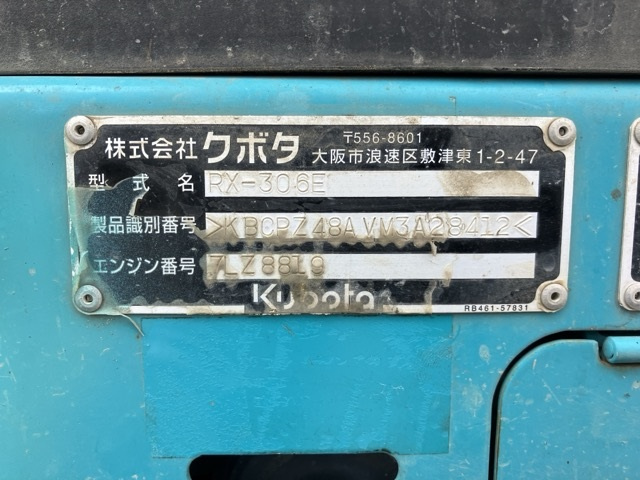 株式会社クボタ 〒556-8601
大阪市浪速区敷津東1-2-47
型式名 RX-306E
製品識別番号 >KBCPZ48AVM3A28412<
エンジン番号 7LZ8819
Kubota
RB461-57831